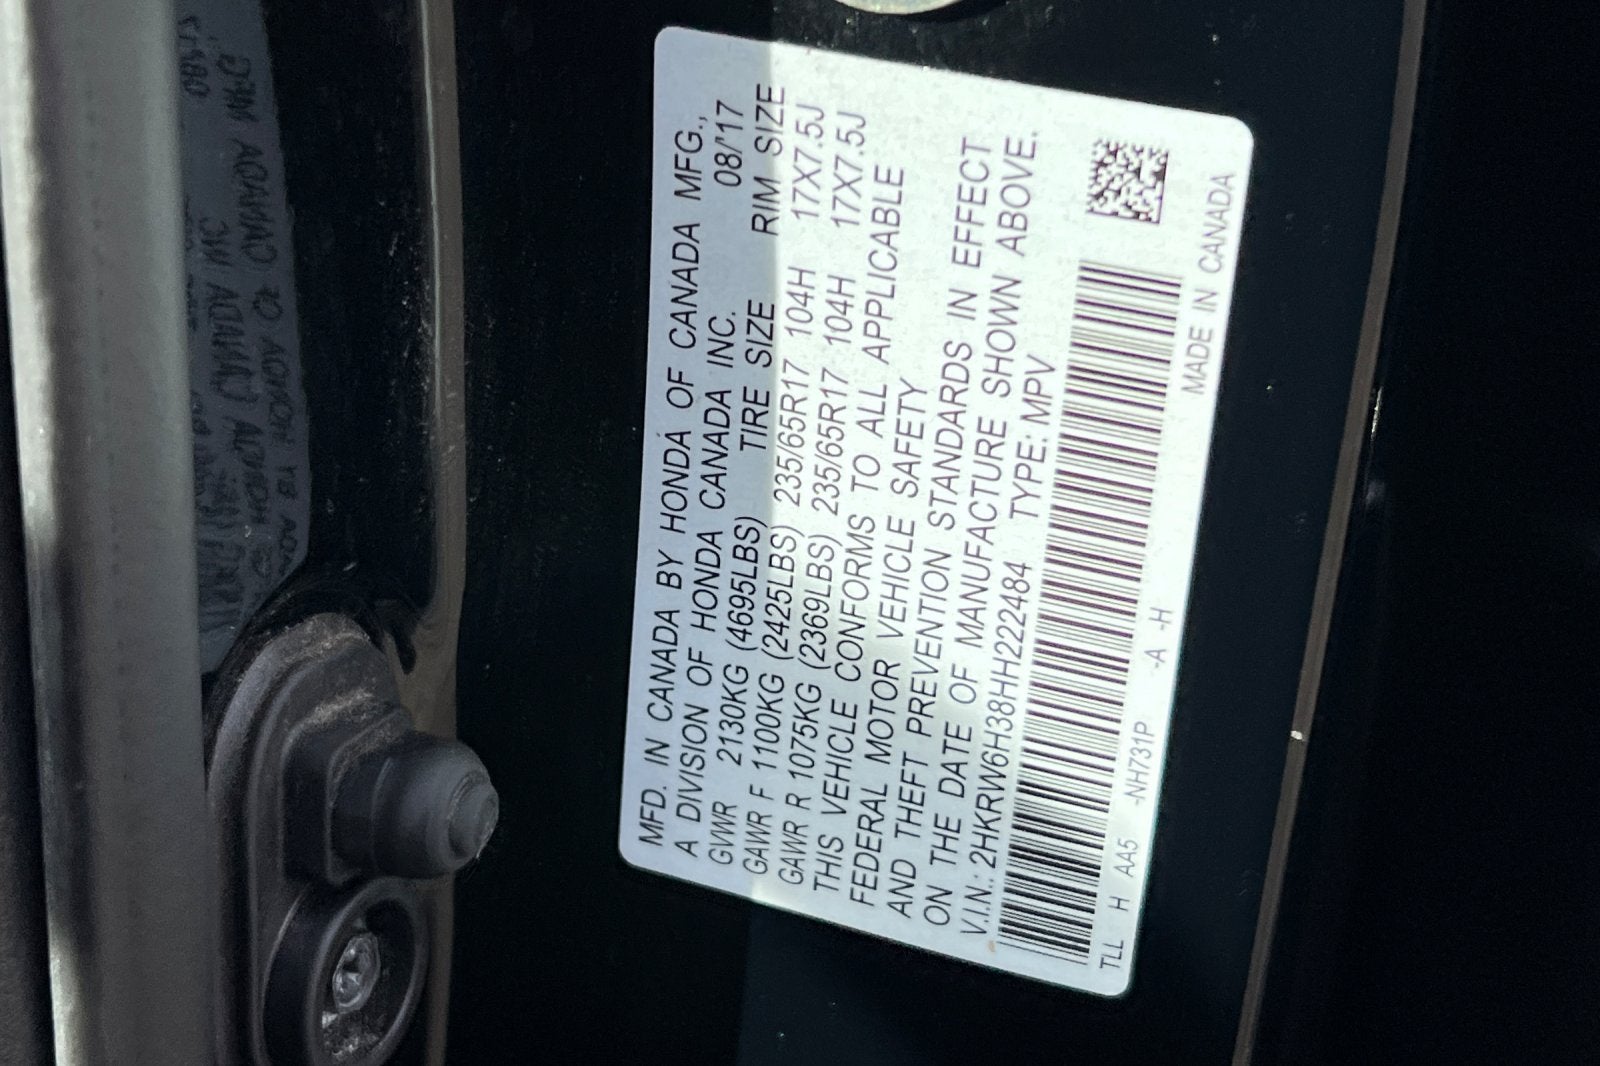 MFD. IN CANADA BY HONDA OF CANADA MFG.,
A DIVISION OF HONDA CANADA INC. 08/'17
GVWR 2130KG (4695LBS) TIRE SIZE RIM SIZE
GAWR F 1100KG (2425LBS) 235/65R17 104H 17X7.5J
GAWR R 1075KG (2369LBS) 235/65R17 104H 17X7.5J
THIS VEHICLE CONFORMS TO ALL APPLICABLE
FEDERAL MOTOR VEHICLE SAFETY
AND THEFT PREVENTION STANDARDS IN EFFECT
ON THE DATE OF MANUFACTURE SHOWN ABOVE.
V.I.N.: 2HKRW6H38HH222484 TYPE: MPV
TLL H AA5 -NH731P -A -H MADE IN CANADA